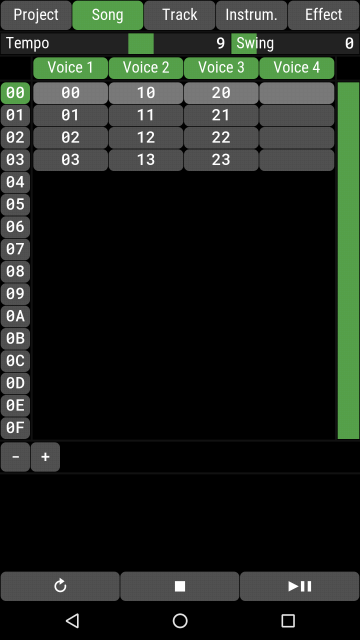 Project Song Track Instrum. Effect
Tempo 9 Swing 0
Voice 1 Voice 2 Voice 3 Voice 4
00 00 10 20
01 01 11 21
02 02 12 22
03 03 13 23
04
05
06
07
08
09
0A
0B
0C
0D
0E
0F
- +